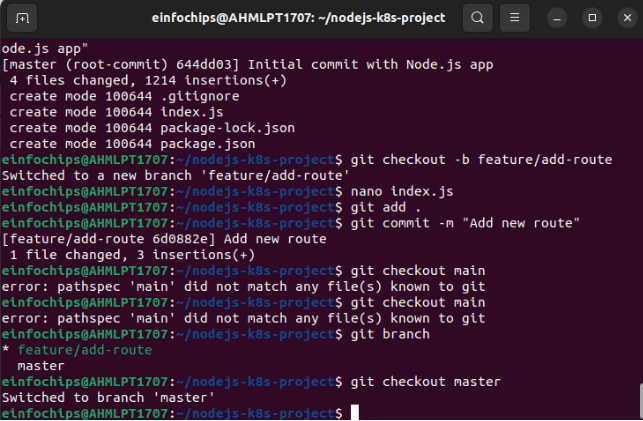 einfochips@AHMLPT1707: ~/nodejs-k8s-project
ode.js app"
[master (root-commit) 644dd03] Initial commit with Node.js app
 4 files changed, 1214 insertions(+)
 create mode 100644 .gitignore
 create mode 100644 index.js
 create mode 100644 package-lock.json
 create mode 100644 package.json
einfochips@AHMLPT1707:~/nodejs-k8s-project$ git checkout -b feature/add-route
Switched to a new branch 'feature/add-route'
einfochips@AHMLPT1707:~/nodejs-k8s-project$ nano index.js
einfochips@AHMLPT1707:~/nodejs-k8s-project$ git add .
einfochips@AHMLPT1707:~/nodejs-k8s-project$ git commit -m "Add new route"
[feature/add-route 6d0882e] Add new route
 1 file changed, 3 insertions(+)
einfochips@AHMLPT1707:~/nodejs-k8s-project$ git checkout main
error: pathspec 'main' did not match any file(s) known to git
einfochips@AHMLPT1707:~/nodejs-k8s-project$ git checkout main
error: pathspec 'main' did not match any file(s) known to git
einfochips@AHMLPT1707:~/nodejs-k8s-project$ git branch
* feature/add-route
  master
einfochips@AHMLPT1707:~/nodejs-k8s-project$ git checkout master
Switched to branch 'master'
einfochips@AHMLPT1707:~/nodejs-k8s-project$